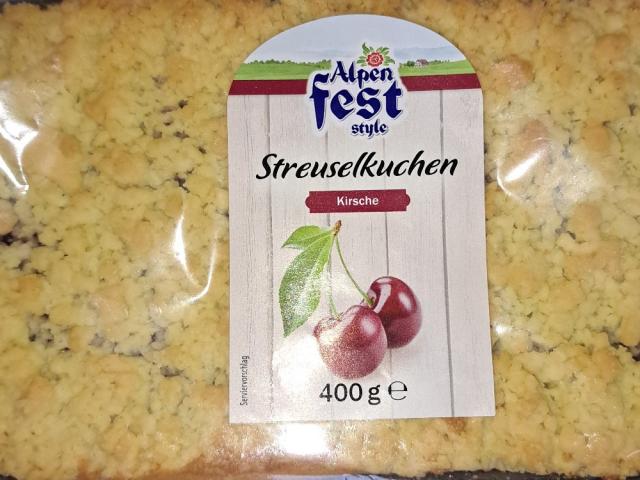 Alpen
fest
style
Streuselkuchen
Kirsche
400 g ℮
Serviervorschlag